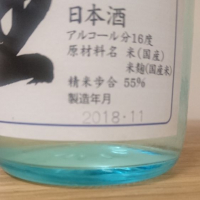 日本酒
アルコール分16度
原材料名 米(国産)
米麹(国産米)
精米歩合 55%
製造年月
2018-11